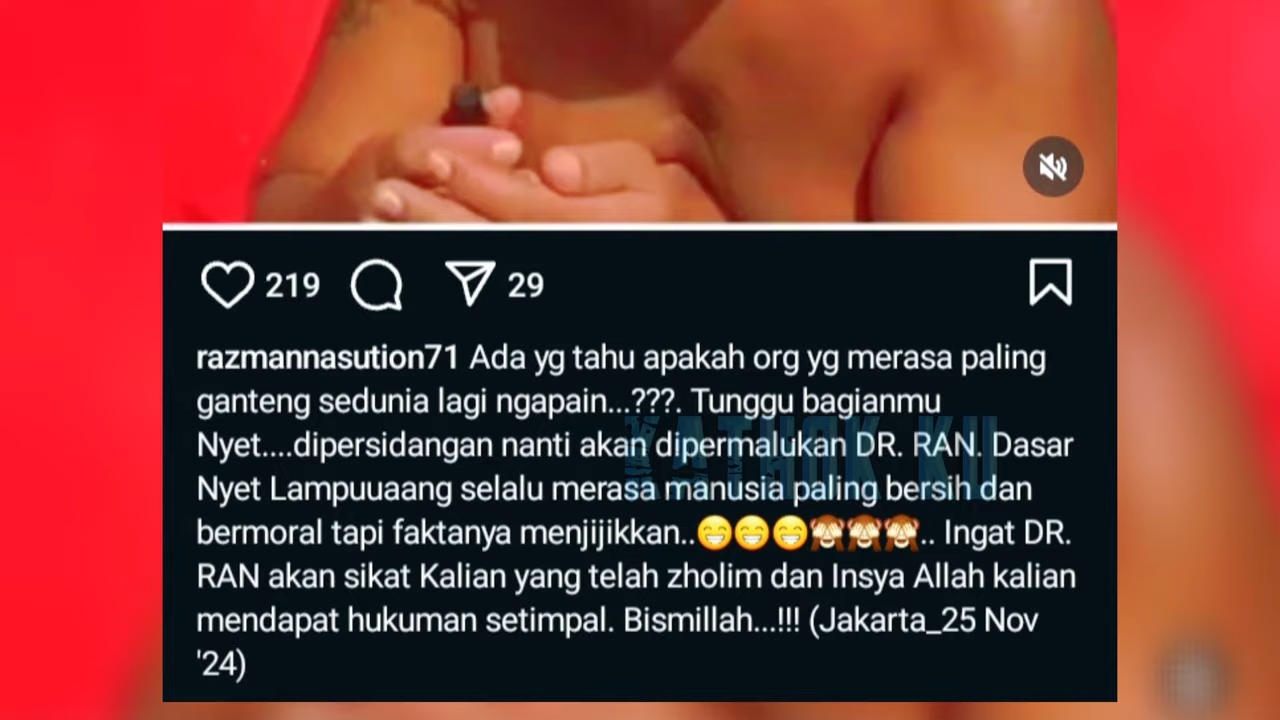 219 29
razmannasution71 Ada yg tahu apakah org yg merasa paling
ganteng sedunia lagi ngapain...???. Tunggu bagianmu
Nyet....dipersidangan nanti akan dipermalukan DR. RAN. Dasar
Nyet Lampuuaang selalu merasa manusia paling bersih dan
bermoral tapi faktanya menjijikkan..😁😁😁🙈🙈🙈.. Ingat DR.
RAN akan sikat Kalian yang telah zholim dan Insya Allah kalian
mendapat hukuman setimpal. Bismillah...!!! (Jakarta_25 Nov
'24)
KATHOK KU